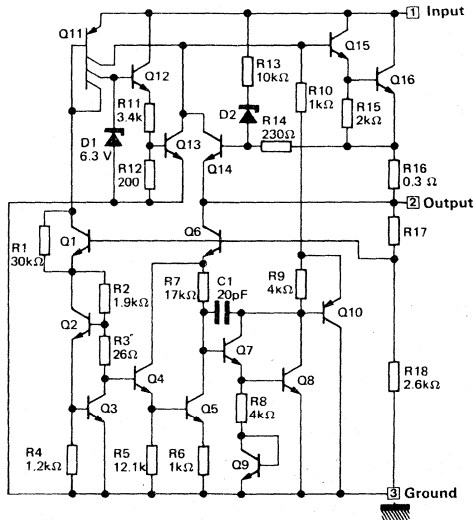 1 Input
Q11
Q15
Q12
R13
10kΩ
Q16
R10
1kΩ
R11
3.4k
D2
R15
2kΩ
D1
6.3 V
Q13
R14
230Ω
R12
200
Q14
R16
0.3 Ω
2 Output
R1
30kΩ
Q1
Q6
R17
R7
17kΩ
C1
20pF
R9
4kΩ
R2
1.9kΩ
Q10
Q2
R3
26Ω
Q7
Q4
Q8
R18
2.6kΩ
Q3
Q5
R8
4kΩ
R4
1.2kΩ
R5
12.1k
R6
1kΩ
Q9
3 Ground